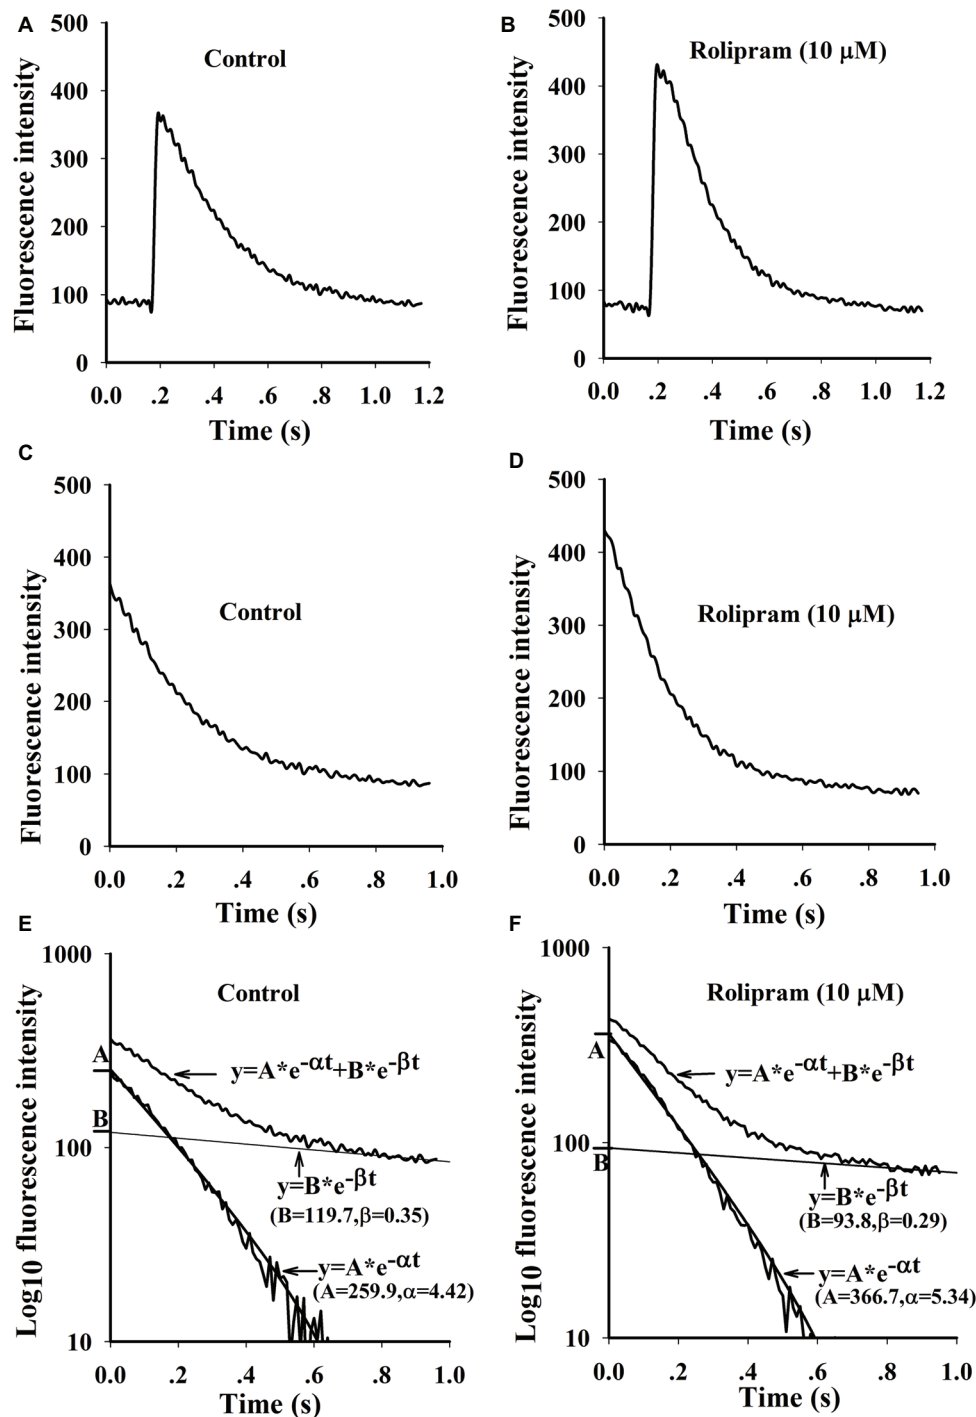 A
Control
Fluorescence intensity
500
400
300
200
100
0
0.0 .2 .4 .6 .8 1.0 1.2
Time (s)
B
Rolipram (10 μM)
Fluorescence intensity
500
400
300
200
100
0
0.0 .2 .4 .6 .8 1.0 1.2
Time (s)
C
Control
Fluorescence intensity
500
400
300
200
100
0
0.0 .2 .4 .6 .8 1.0
Time (s)
D
Rolipram (10 μM)
Fluorescence intensity
500
400
300
200
100
0
0.0 .2 .4 .6 .8 1.0
Time (s)
E
Control
Log10 fluorescence intensity
1000
100
10
A
B
y=A*e-αt+B*e-βt
y=B*e-βt
(B=119.7,β=0.35)
y=A*e-αt
(A=259.9,α=4.42)
0.0 .2 .4 .6 .8 1.0
Time (s)
F
Rolipram (10 μM)
Log10 fluorescence intensity
1000
100
10
A
B
y=A*e-αt+B*e-βt
y=B*e-βt
(B=93.8,β=0.29)
y=A*e-αt
(A=366.7,α=5.34)
0.0 .2 .4 .6 .8 1.0
Time (s)